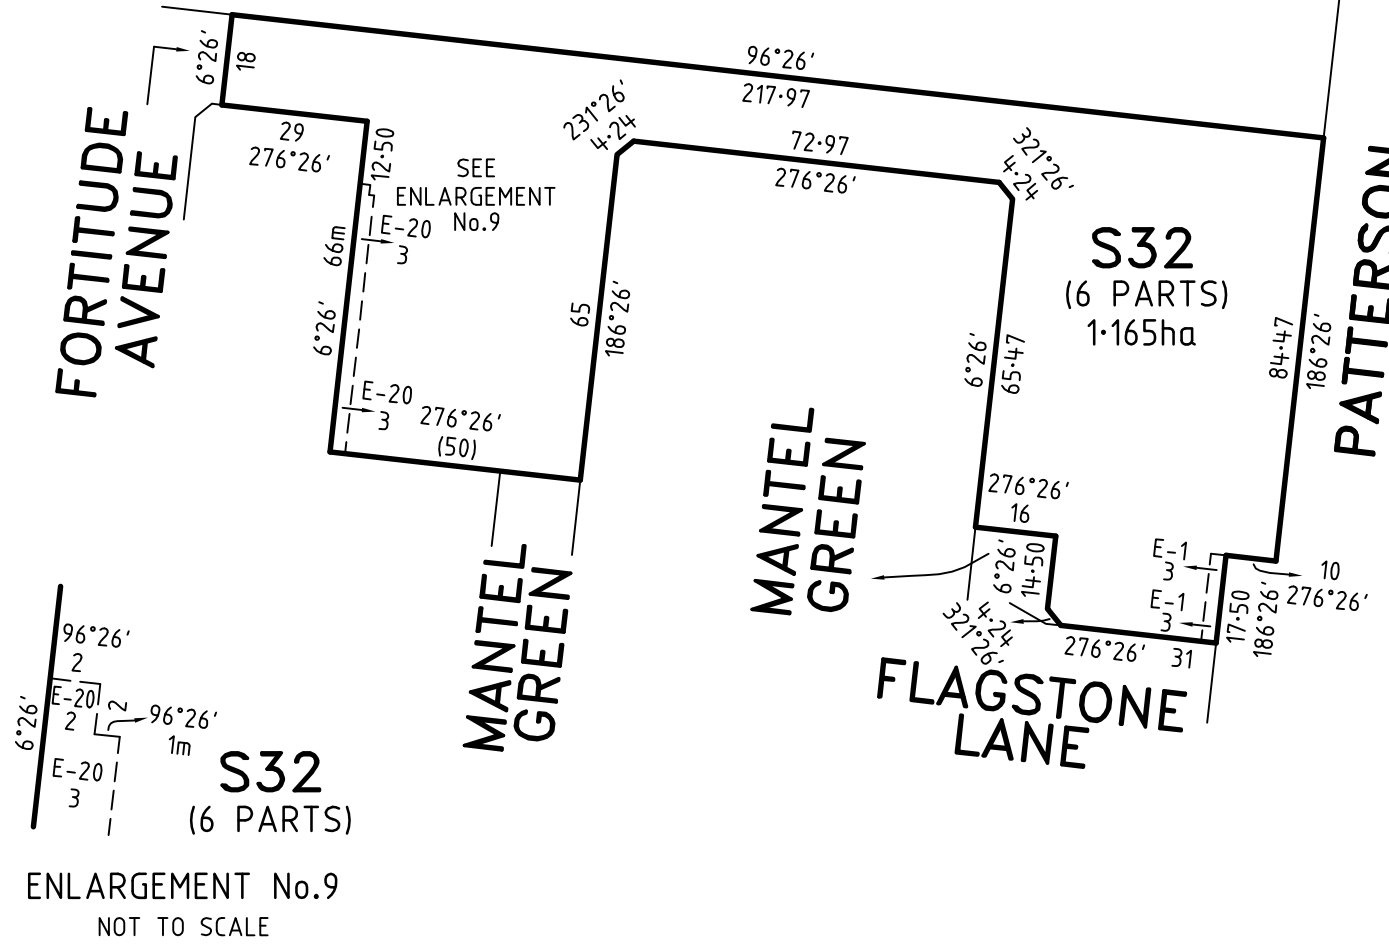 96°26′
217·97
6°26′
18
29
276°26′
12·50
SEE
ENLARGEMENT
No.9
231°26′
4·24
72·97
276°26′
321°26′
4·24
FORTITUDE
AVENUE
66m
6°26′
E-20
3
E-20
3
276°26′
(50)
65
186°26′
S32
(6 PARTS)
1·165ha
6°26′
65·47
84·47
186°26′
PATTERSON
MANTEL
GREEN
276°26′
16
6°26′
14·50
4·24
321°26′
E-1
3
E-1
3
10
276°26′
17·50
186°26′
276°26′
31
FLAGSTONE
LANE
MANTEL
GREEN
96°26′
2
E-20
2
2
96°26′
1m
6°26′
E-20
3
S32
(6 PARTS)
ENLARGEMENT No.9
NOT TO SCALE